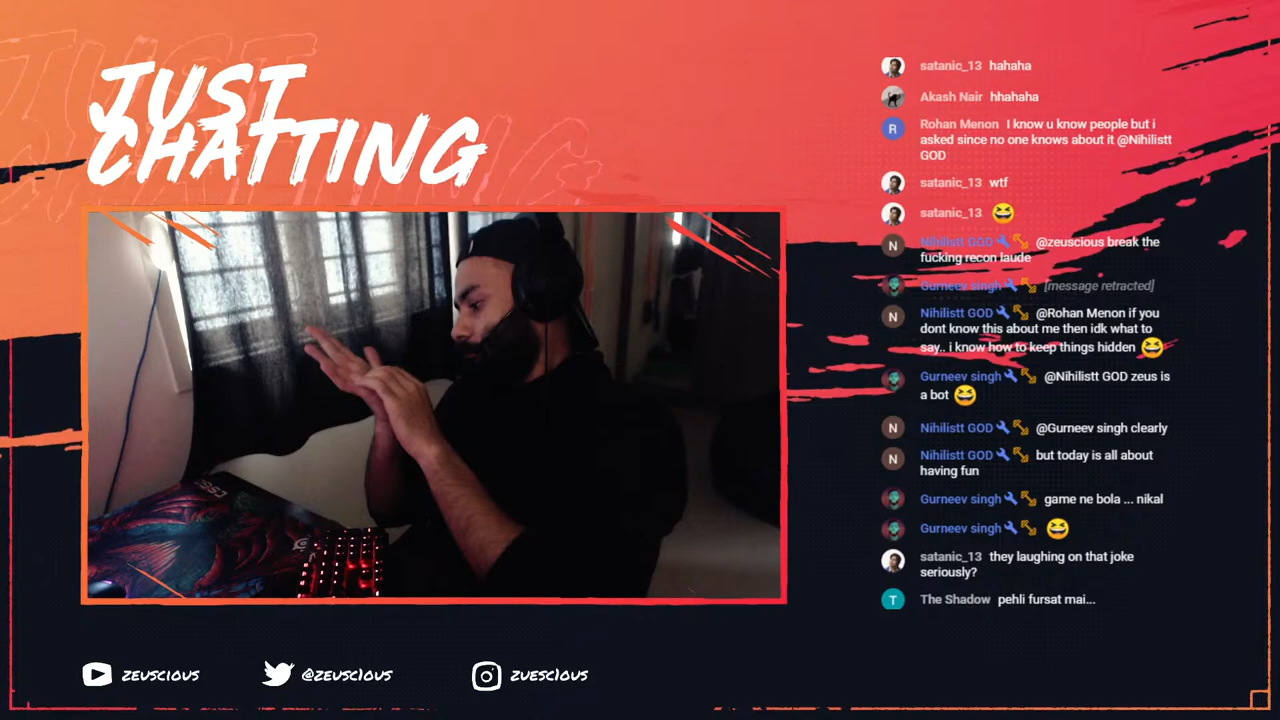 JUST
CHATTING
satanic_13 hahaha
Akash Nair hhahaha
R Rohan Menon I know u know people but i
asked since no one knows about it @Nihilistt
GOD
satanic_13 wtf
satanic_13 😆
N Nihilistt GOD @zeuscious break the
fucking recon laude
Gurneev singh [message retracted]
N Nihilistt GOD @Rohan Menon if you
dont know this about me then idk what to
say.. i know how to keep things hidden 😆
Gurneev singh @Nihilistt GOD zeus is
a bot 😆
N Nihilistt GOD @Gurneev singh clearly
N Nihilistt GOD but today is all about
having fun
Gurneev singh game ne bola ... nikal
Gurneev singh 😆
satanic_13 they laughing on that joke
seriously?
T The Shadow pehli fursat mai...
ZEUSCIOUS
@ZEUSC1OUS
ZUESC1OUS